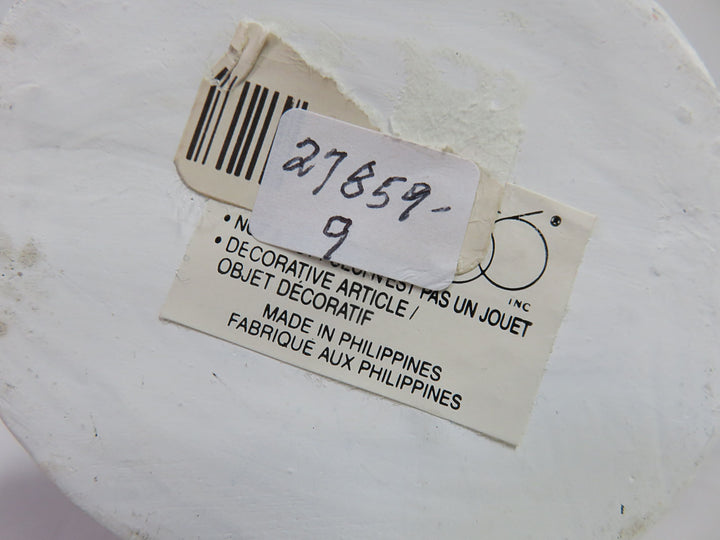 27859-
9
PAS UN JOUET
• DECORATIVE ARTICLE /
OBJET DÉCORATIF
MADE IN PHILIPPINES
FABRIQUE AUX PHILIPPINES
INC